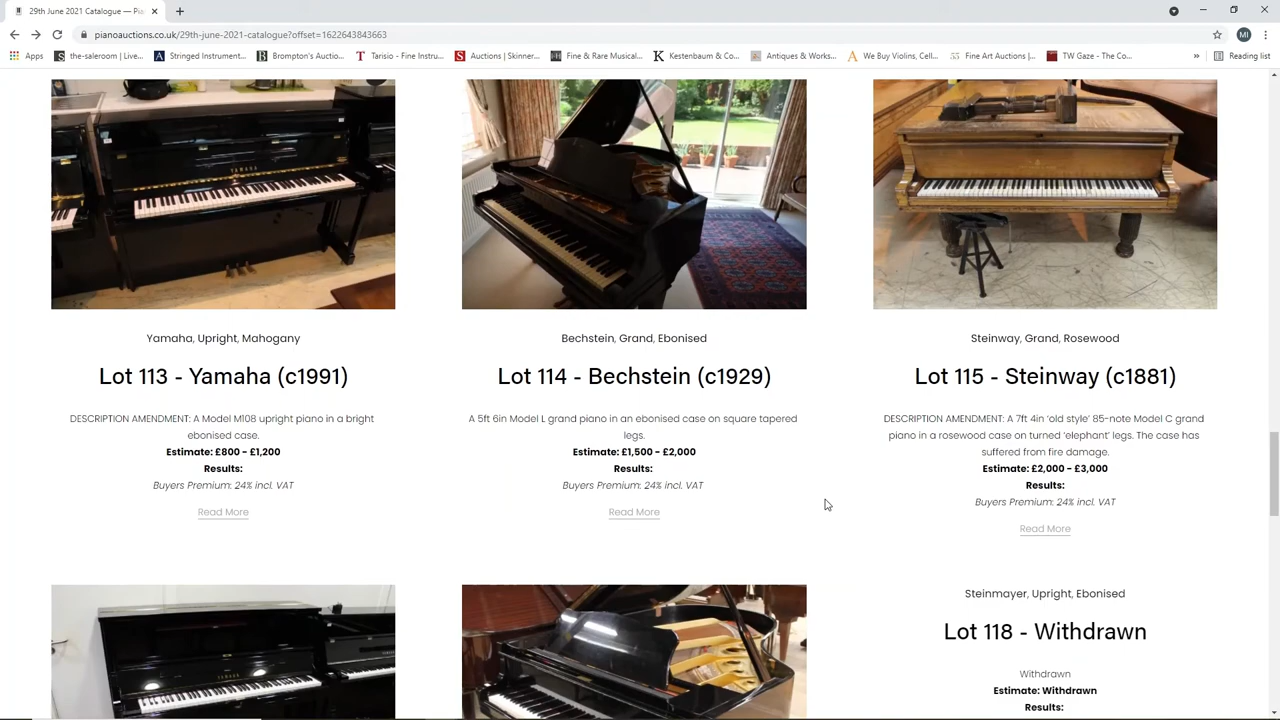 29th June 2021 Catalogue — Pia
pianoauctions.co.uk/29th-june-2021-catalogue?offset=1622643843663
MI
Apps
the-saleroom | Live...
Stringed Instrument...
Brompton's Auctio...
Tarisio - Fine Instru...
Auctions | Skinner...
Fine & Rare Musical...
Kestenbaum & Co...
Antiques & Works...
We Buy Violins, Cell...
Fine Art Auctions |...
TW Gaze - The Co...
»
Reading list
YAMAHA
Yamaha, Upright, Mahogany
Lot 113 - Yamaha (c1991)
DESCRIPTION AMENDMENT: A Model M108 upright piano in a bright
ebonised case.
Estimate: £800 - £1,200
Results:
Buyers Premium: 24% incl. VAT
Read More
Bechstein, Grand, Ebonised
Lot 114 - Bechstein (c1929)
A 5ft 6in Model L grand piano in an ebonised case on square tapered
legs.
Estimate: £1,500 - £2,000
Results:
Buyers Premium: 24% incl. VAT
Read More
Steinway, Grand, Rosewood
Lot 115 - Steinway (c1881)
DESCRIPTION AMENDMENT: A 7ft 4in ‘old style’ 85-note Model C grand
piano in a rosewood case on turned ‘elephant’ legs. The case has
suffered from fire damage.
Estimate: £2,000 - £3,000
Results:
Buyers Premium: 24% incl. VAT
Read More
YAMAHA
Steinmayer, Upright, Ebonised
Lot 118 - Withdrawn
Withdrawn
Estimate: Withdrawn
Results: